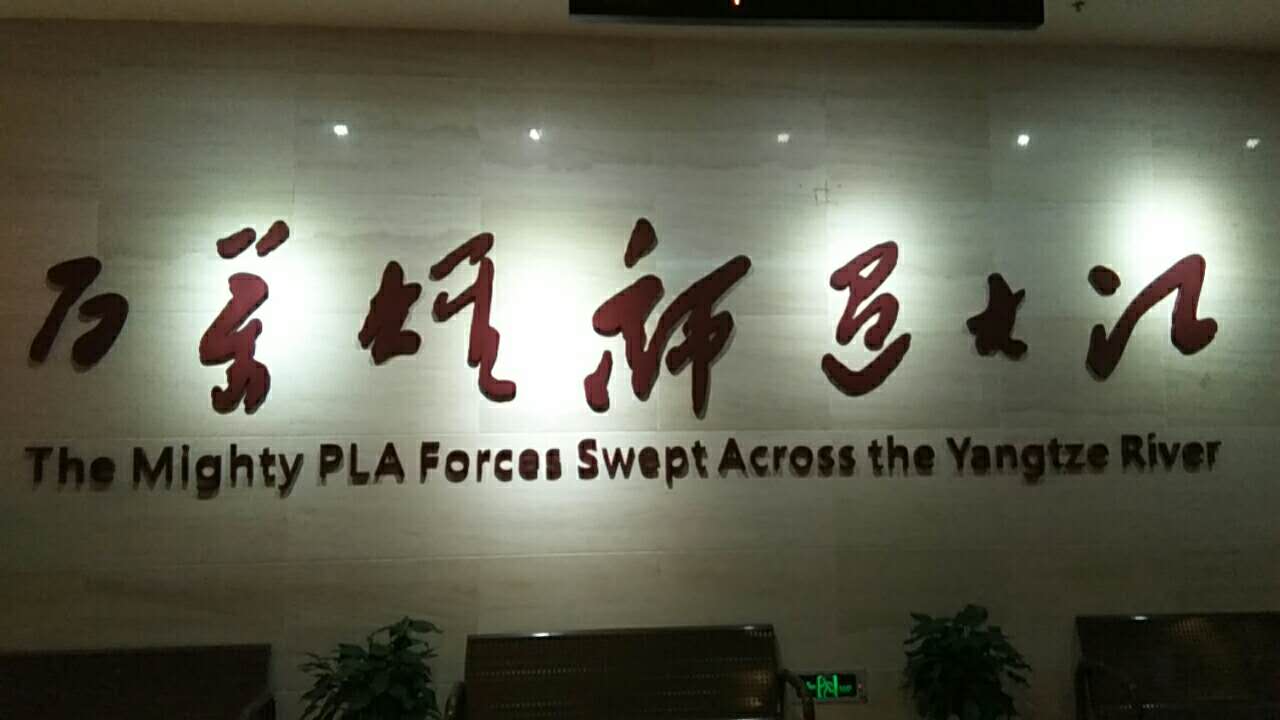 百万雄师过大江
The Mighty PLA Forces Swept Across the Yangtze River